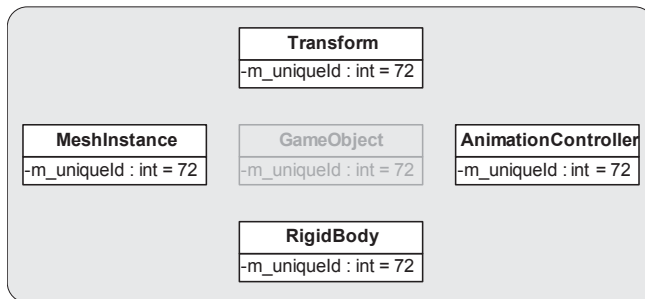 Transform
-m_uniqueId : int = 72
MeshInstance
-m_uniqueId : int = 72
GameObject
-m_uniqueId : int = 72
AnimationController
-m_uniqueId : int = 72
RigidBody
-m_uniqueId : int = 72